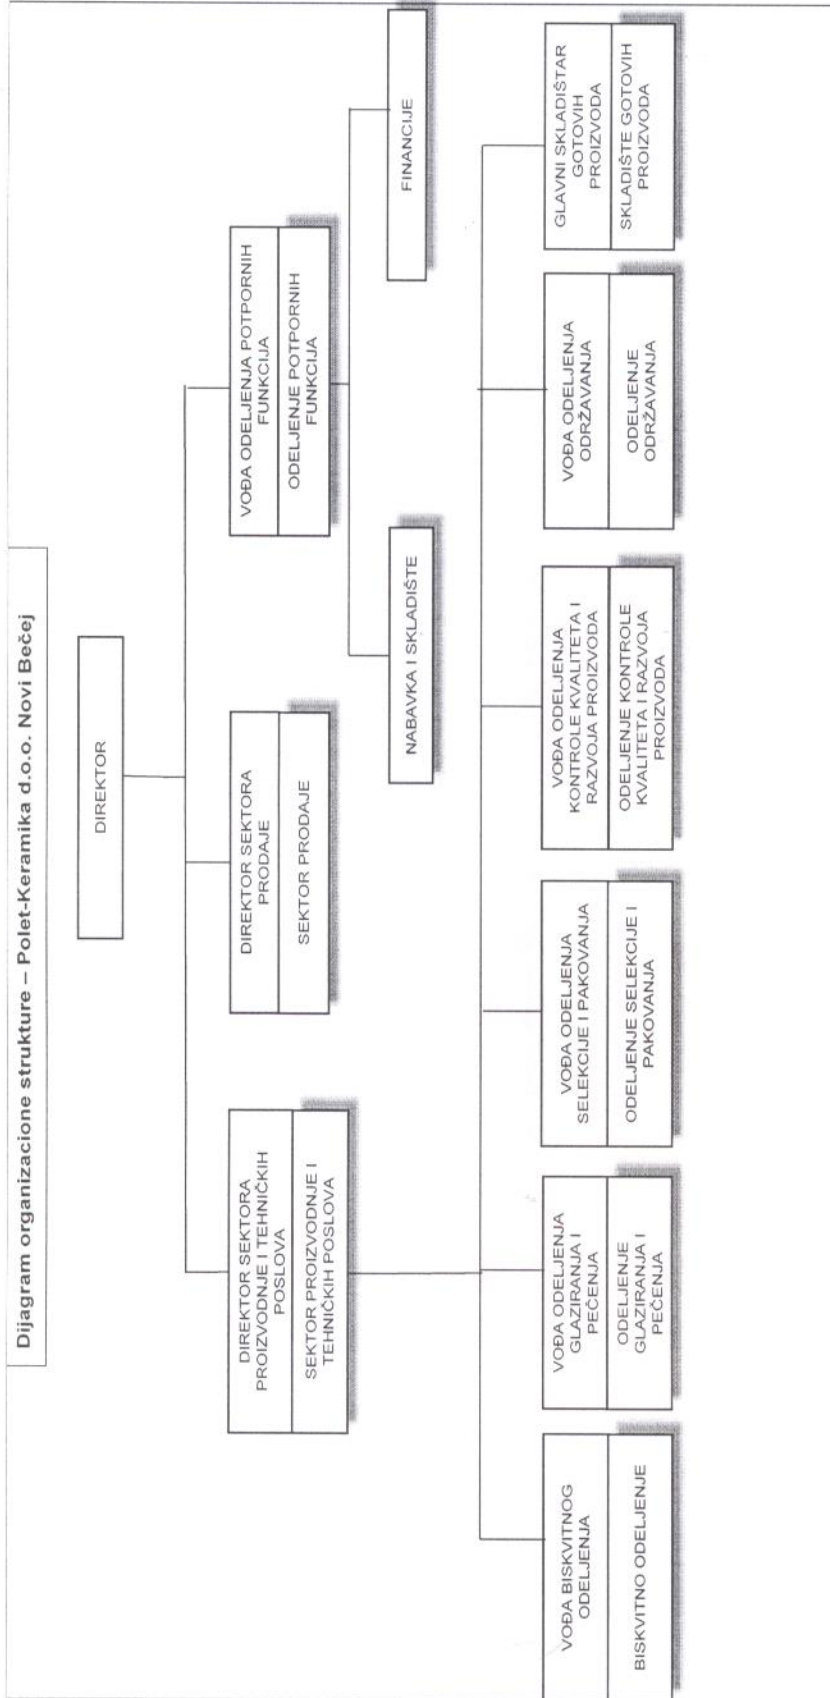 Dijagram organizacione strukture – Polet-Keramika d.o.o. Novi Bečej
DIREKTOR
DIREKTOR SEKTORA
PROIZVODNJE I TEHNIČKIH
POSLOVA
SEKTOR PROIZVODNJE I
TEHNIČKIH POSLOVA
DIREKTOR SEKTORA
PRODAJE
SEKTOR PRODAJE
VOĐA ODELJENJA POTPORNIH
FUNKCIJA
ODELJENJE POTPORNIH
FUNKCIJA
NABAVKA I SKLADIŠTE
FINANCIJE
VOĐA BISKVITNOG
ODELJENJA
BISKVITNO ODELJENJE
VOĐA ODELJENJA
GLAZIRANJA I
PEČENJA
ODELJENJE
GLAZIRANJA I
PEČENJA
VOĐA ODELJENJA
SELEKCIJE I PAKOVANJA
ODELJENJE SELEKCIJE I
PAKOVANJA
VOĐA ODELJENJA
KONTROLE KVALITETA I
RAZVOJA PROIZVODA
ODELJENJE KONTROLE
KVALITETA I RAZVOJA
PROIZVODA
VOĐA ODELJENJA
ODRŽAVANJA
ODELJENJE
ODRŽAVANJA
GLAVNI SKLADIŠTAR
GOTOVIH
PROIZVODA
SKLADIŠTE GOTOVIH
PROIZVODA